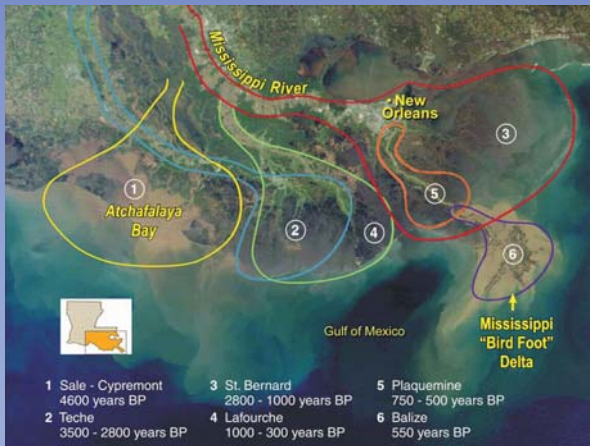 Mississippi River
New
Orleans
3
1
Atchafalaya
Bay
5
2
4
6
Gulf of Mexico
Mississippi
"Bird Foot"
Delta
1 Sale - Cypremont
4600 years BP
2 Teche
3500 - 2800 years BP
3 St. Bernard
2800 - 1000 years BP
4 Lafourche
1000 - 300 years BP
5 Plaquemine
750 - 500 years BP
6 Balize
550 years BP